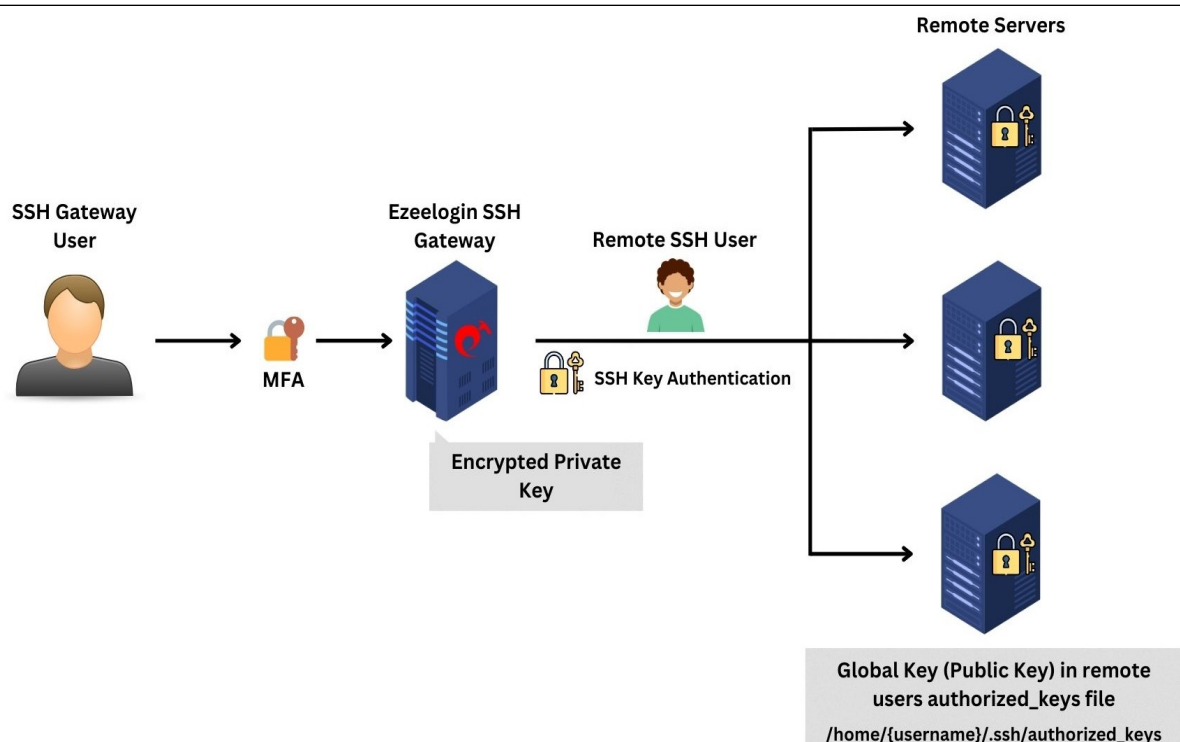 Remote Servers
SSH Gateway
User
Ezeelogin SSH
Gateway
Remote SSH User
MFA
SSH Key Authentication
Encrypted Private
Key
Global Key (Public Key) in remote
users authorized_keys file
/home/{username}/.ssh/authorized_keys